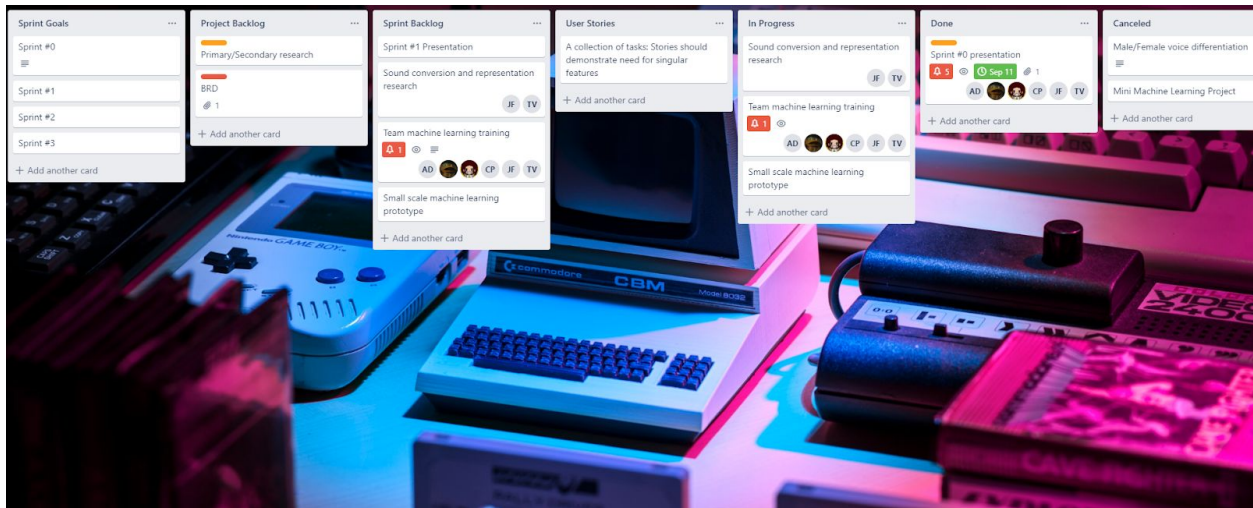 Sprint Goals
Sprint #0
Sprint #1
Sprint #2
Sprint #3
+ Add another card
Project Backlog
Primary/Secondary research
BRD
1
+ Add another card
Sprint Backlog
Sprint #1 Presentation
Sound conversion and representation
research
JF TV
Team machine learning training
1
AD CP JF TV
Small scale machine learning
prototype
+ Add another card
User Stories
A collection of tasks: Stories should
demonstrate need for singular
features
+ Add another card
In Progress
Sound conversion and representation
research
JF TV
Team machine learning training
1
AD CP JF TV
Small scale machine learning
prototype
+ Add another card
Done
Sprint #0 presentation
5 Sep 11 1
AD CP JF TV
+ Add another card
Canceled
Male/Female voice differentiation
Mini Machine Learning Project
+ Add another card
Nintendo GAME BOY
commodore
CBM
Model 8032
VIDEO
2400